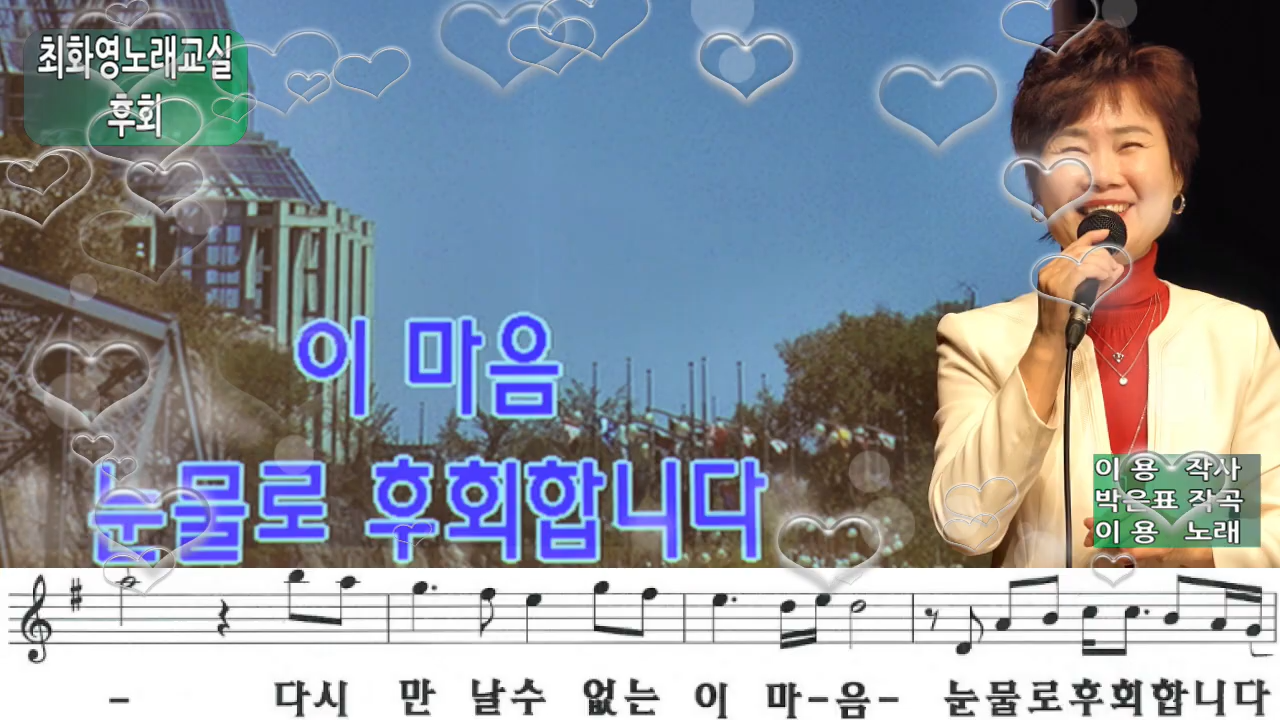 최화영노래교실
후회
이 마음
눈물로 후회합니다
이 용 작사
박은표 작곡
이 용 노래
- 다시 만 날수 없는 이 마-음- 눈물로후회합니다